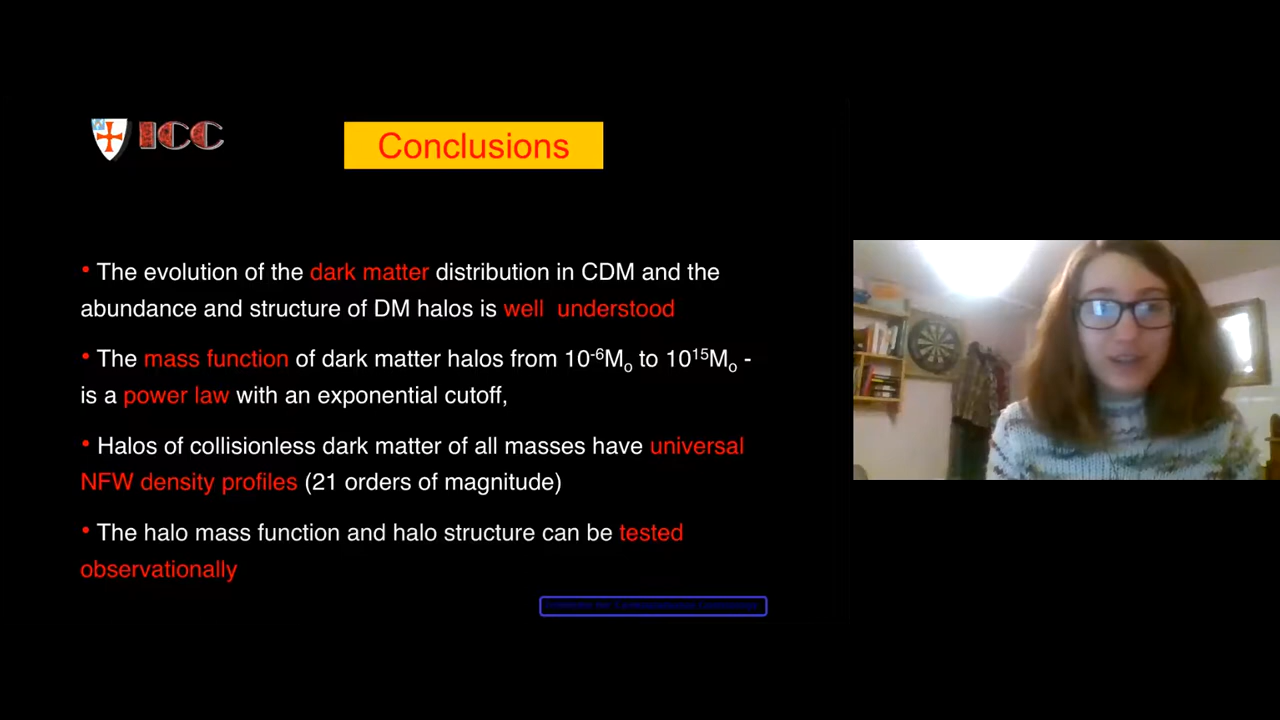 ICC
Conclusions
• The evolution of the dark matter distribution in CDM and the
abundance and structure of DM halos is well understood
• The mass function of dark matter halos from 10⁻⁶Mₒ to 10¹⁵Mₒ -
is a power law with an exponential cutoff,
• Halos of collisionless dark matter of all masses have universal
NFW density profiles (21 orders of magnitude)
• The halo mass function and halo structure can be tested
observationally